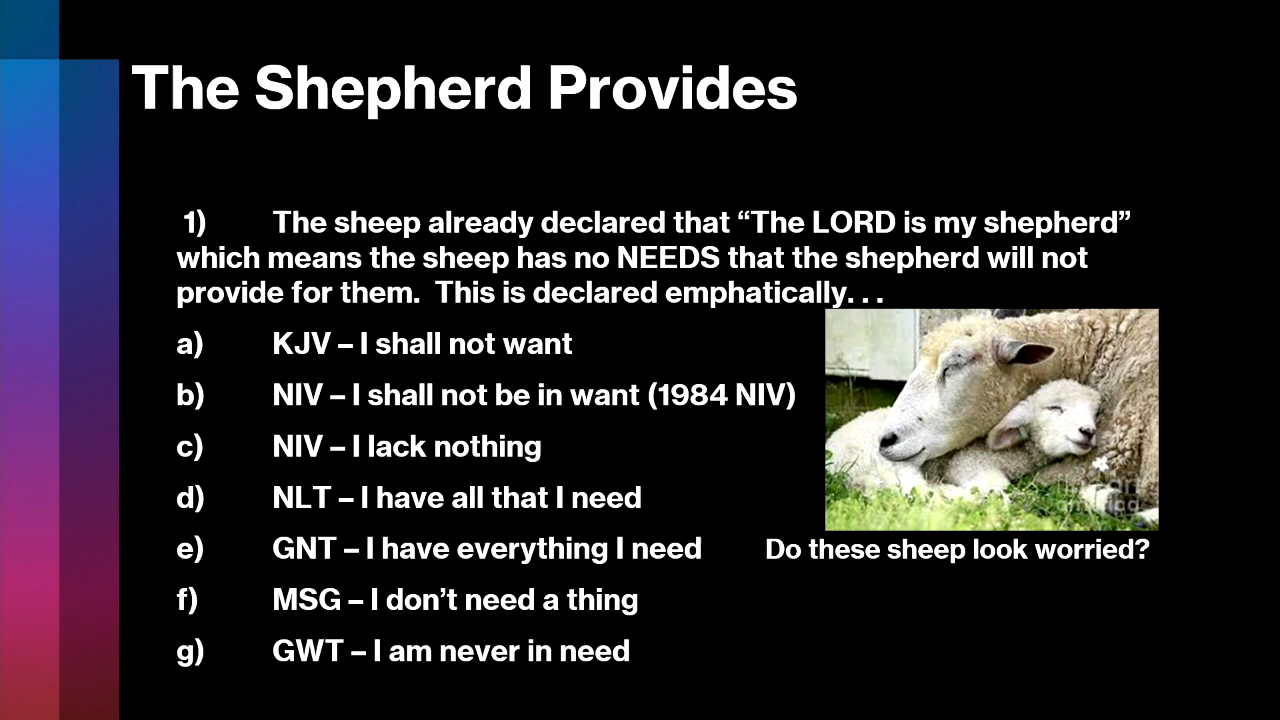 The Shepherd Provides
1) The sheep already declared that “The LORD is my shepherd”
which means the sheep has no NEEDS that the shepherd will not
provide for them.  This is declared emphatically. . .
a) KJV – I shall not want
b) NIV – I shall not be in want (1984 NIV)
c) NIV – I lack nothing
d) NLT – I have all that I need
e) GNT – I have everything I need
Do these sheep look worried?
f) MSG – I don’t need a thing
g) GWT – I am never in need